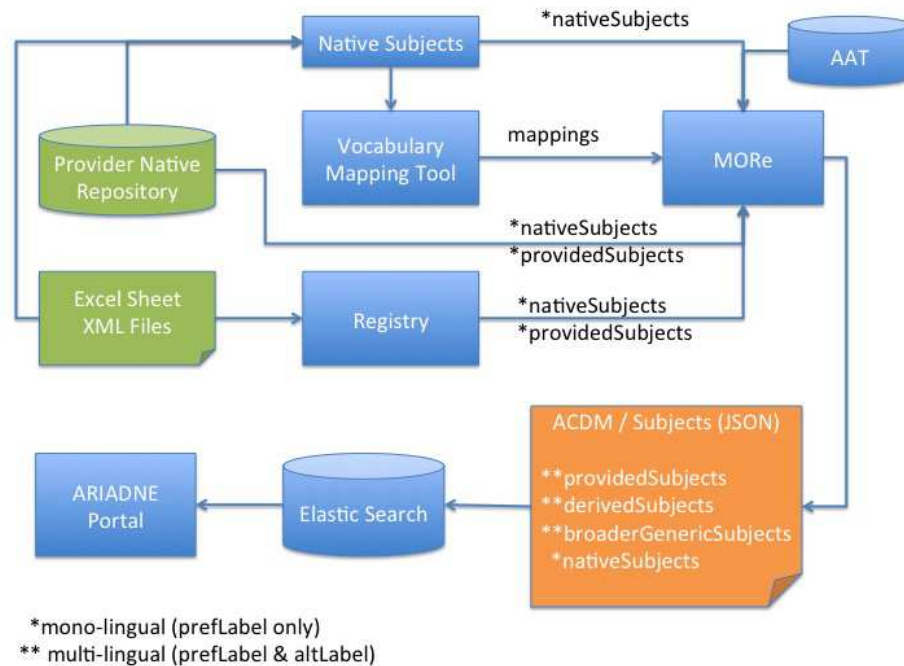 *nativeSubjects
Native Subjects
AAT
Provider Native
Repository
Vocabulary
Mapping Tool
mappings
MORe
*nativeSubjects
*providedSubjects
Excel Sheet
XML Files
Registry
*nativeSubjects
*providedSubjects
ACDM / Subjects (JSON)
**providedSubjects
**derivedSubjects
**broaderGenericSubjects
*nativeSubjects
ARIADNE
Portal
Elastic Search
*mono-lingual (prefLabel only)
** multi-lingual (prefLabel & altLabel)